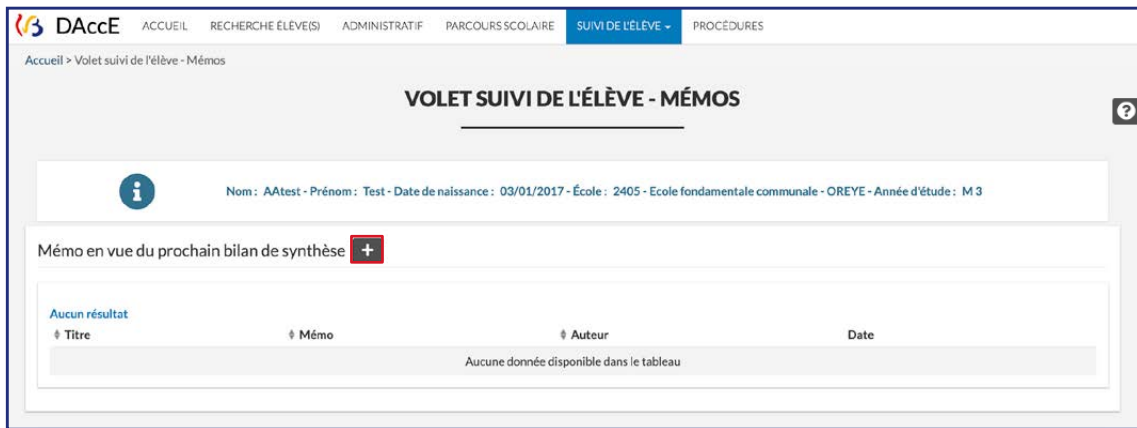 DAccE ACCUEIL RECHERCHE ÉLÈVE(S) ADMINISTRATIF PARCOURS SCOLAIRE SUIVI DE L'ÉLÈVE PROCÉDURES
Accueil > Volet suivi de l'élève - Mémos
VOLET SUIVI DE L'ÉLÈVE - MÉMOS
Nom : AAtest - Prénom : Test - Date de naissance : 03/01/2017 - École : 2405 - Ecole fondamentale communale - OREYE - Année d'étude : M 3
Mémo en vue du prochain bilan de synthèse +
Aucun résultat
Titre Mémo Auteur Date
Aucune donnée disponible dans le tableau